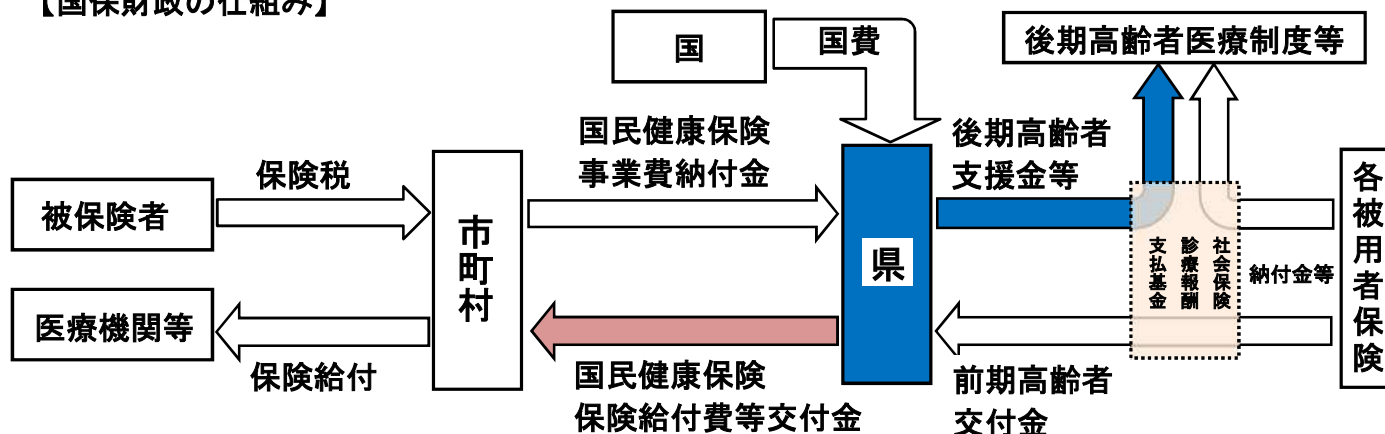 【国保財政の仕組み】
国
国費
後期高齢者医療制度等
国民健康保険
事業費納付金
後期高齢者
支援金等
保険税
被保険者
市町村
県
社会保険
診療報酬
支払基金
納付金等
各被用者保険
医療機関等
保険給付
国民健康保険
保険給付費等交付金
前期高齢者
交付金